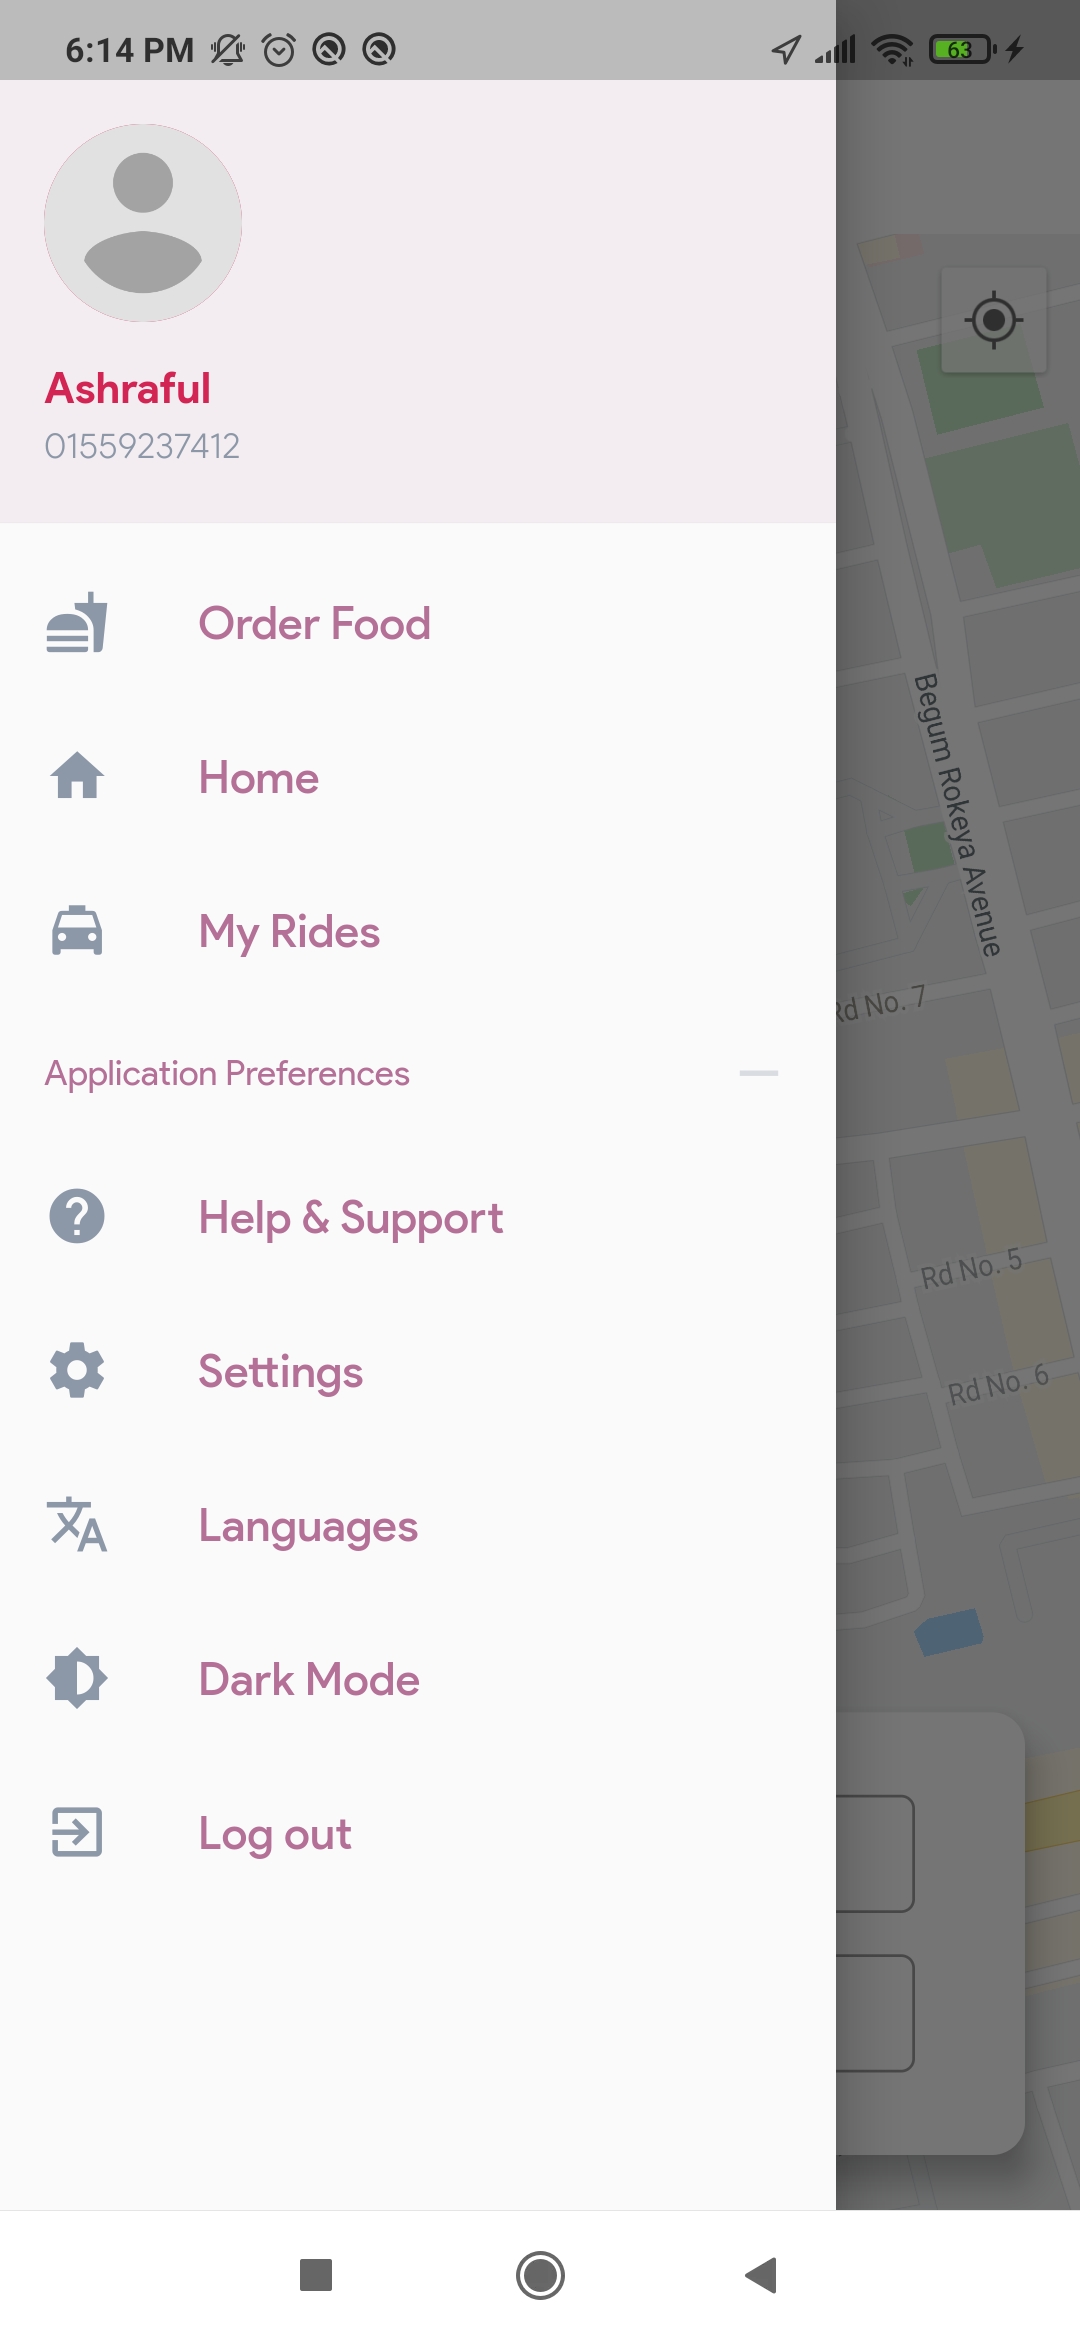 6:14 PM
63
Ashraful
01559237412
Order Food
Home
My Rides
Application Preferences
Help & Support
Settings
Languages
Dark Mode
Log out
Begum Rokeya Avenue
Rd No. 7
Rd No. 5
Rd No. 6